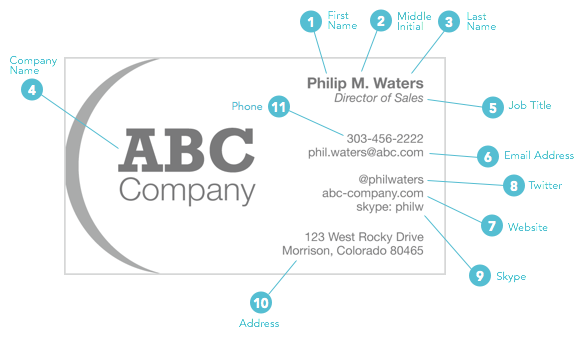 1
First
Name
2
Middle
Initial
3
Last
Name
Company
Name
4
Philip M. Waters
Director of Sales
5
Job Title
Phone
11
303-456-2222
phil.waters@abc.com
6
Email Address
ABC
Company
@philwaters
8
Twitter
abc-company.com
7
Website
skype: philw
9
Skype
123 West Rocky Drive
Morrison, Colorado 80465
10
Address